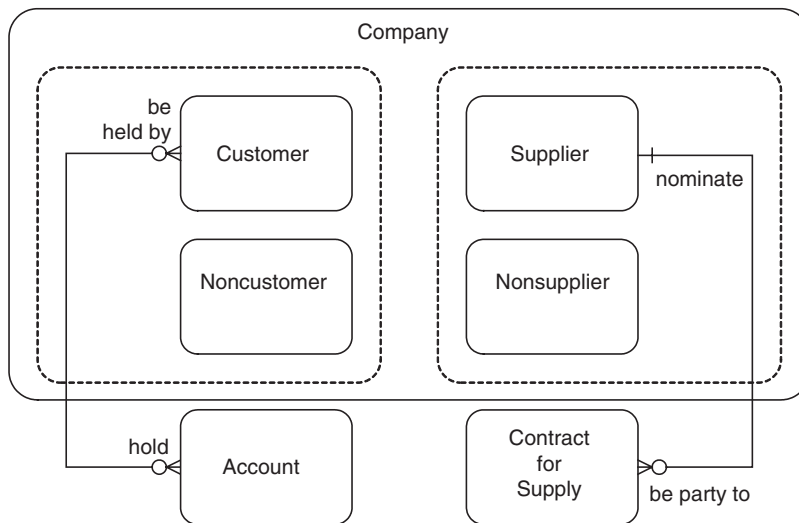 Company
be
held by
Customer
Supplier
nominate
Noncustomer
Nonsupplier
hold
Account
Contract
for
Supply
be party to